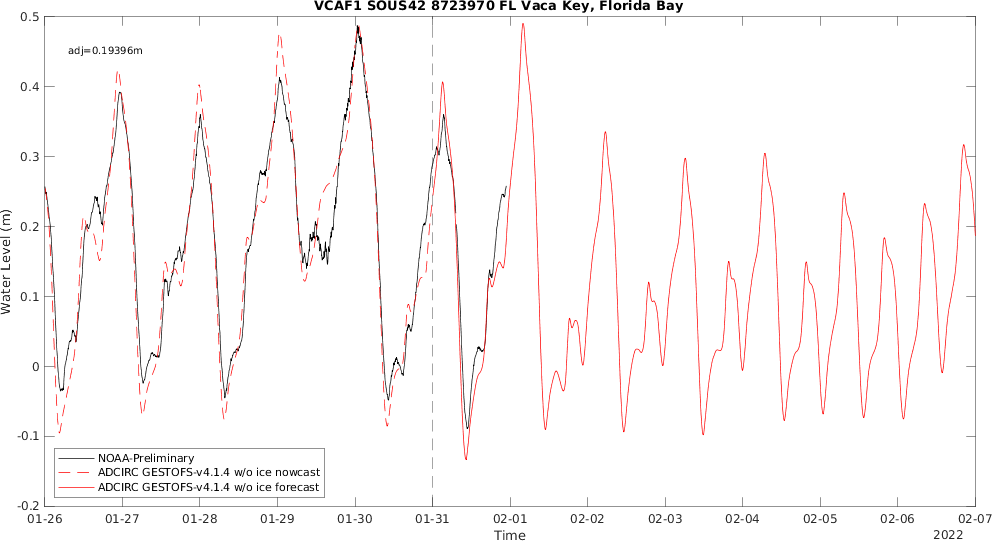 VCAF1 SOUS42 8723970 FL Vaca Key, Florida Bay
adj=0.19396m
Water Level (m)
0.5
0.4
0.3
0.2
0.1
0
-0.1
-0.2
NOAA-Preliminary
ADCIRC GESTOFS-v4.1.4 w/o ice nowcast
ADCIRC GESTOFS-v4.1.4 w/o ice forecast
01-26 01-27 01-28 01-29 01-30 01-31 02-01 02-02 02-03 02-04 02-05 02-06 02-07
Time
2022